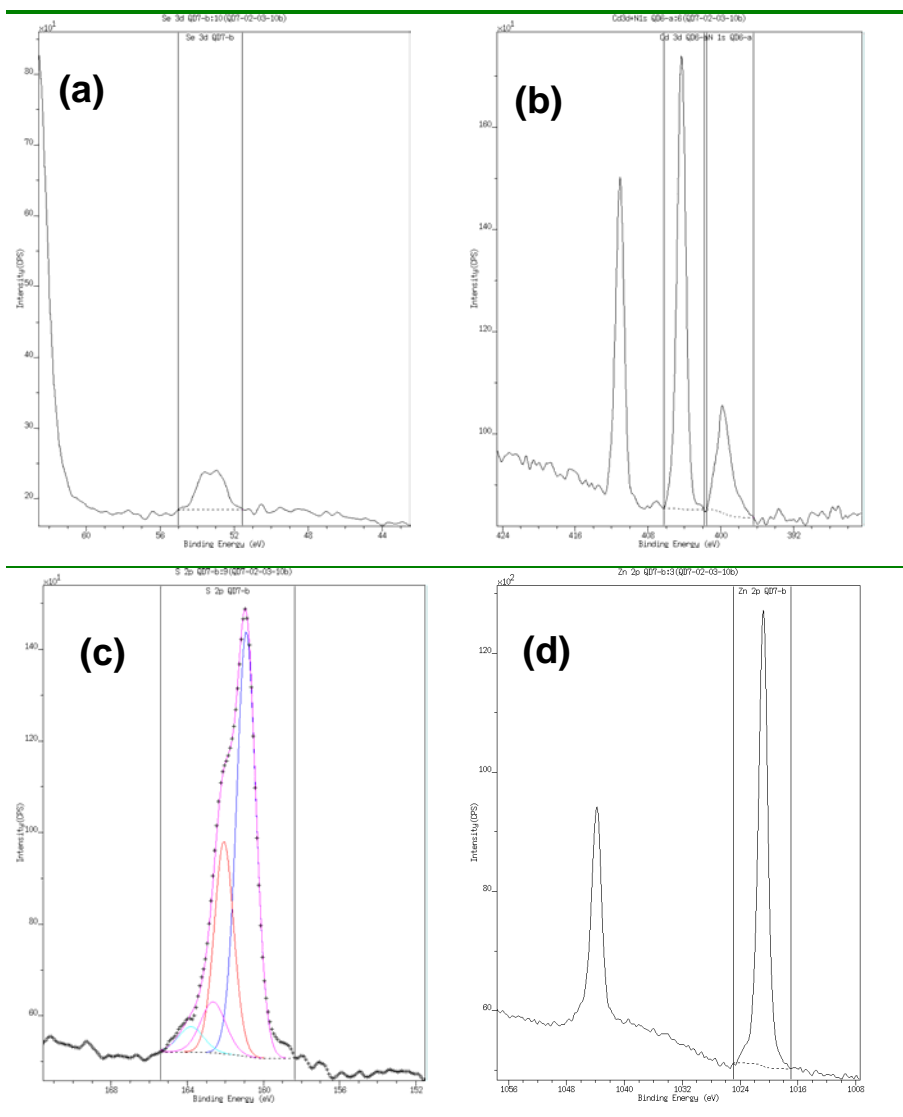 Se 3d QD7-b:10(QD7-02-03-10b)
Se 3d QD7-b
×10¹
(a)
80
70
60
50
40
30
20
Intensity(CPS)
60
56
52
48
44
Binding Energy (eV)
Cd3d+N1s QD6-a:6(QD7-02-03-10b)
Cd 3d QD6-a
N 1s QD6-a
×10¹
(b)
160
140
120
100
Intensity(CPS)
424
416
408
400
392
Binding Energy (eV)
S 2p QD7-b:9(QD7-02-03-10b)
S 2p QD7-b
×10¹
(c)
140
120
100
80
60
Intensity(CPS)
168
164
160
156
152
Binding Energy (eV)
Zn 2p QD7-b:3(QD7-02-03-10b)
Zn 2p QD7-b
×10²
(d)
120
100
80
60
Intensity(CPS)
1056
1048
1040
1032
1024
1016
1008
Binding Energy (eV)